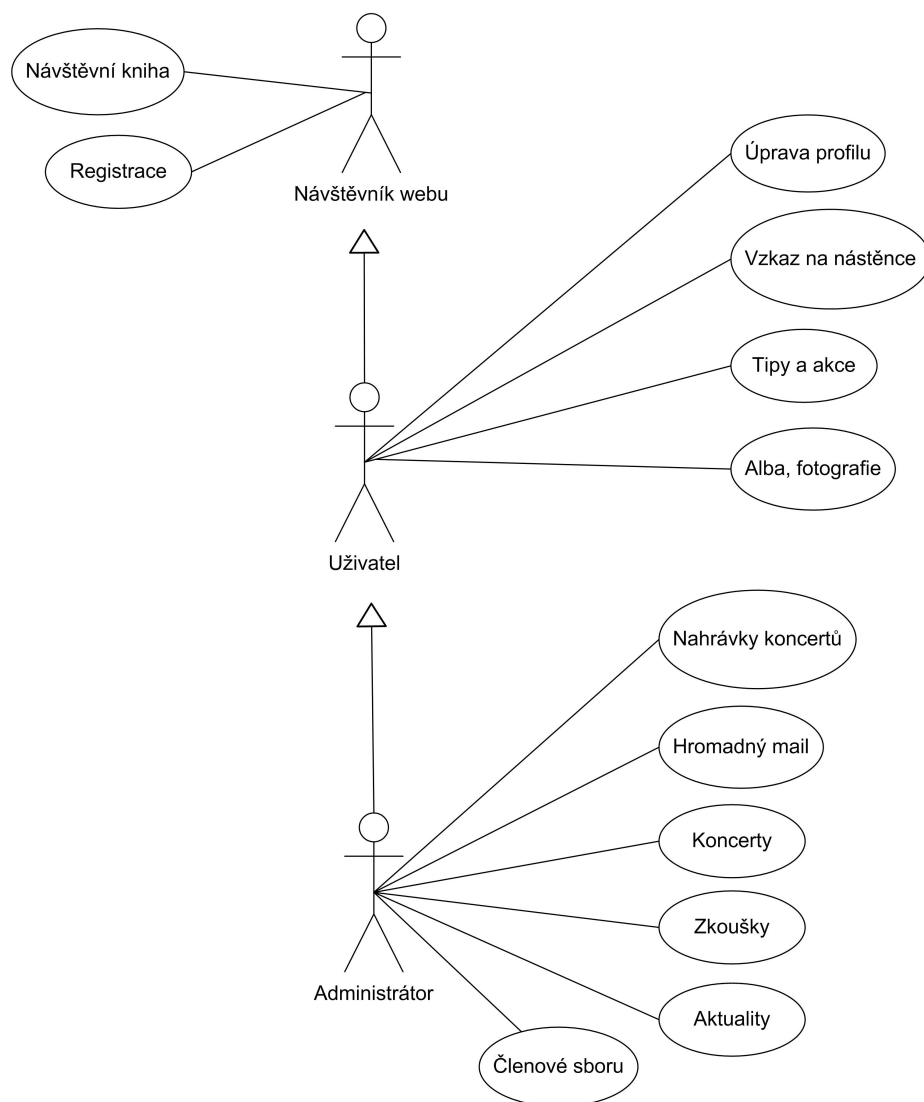 Návštěvní kniha
Registrace
Návštěvník webu
Úprava profilu
Vzkaz na nástěnce
Tipy a akce
Alba, fotografie
Uživatel
Nahrávky koncertů
Hromadný mail
Koncerty
Zkoušky
Aktuality
Členové sboru
Administrátor